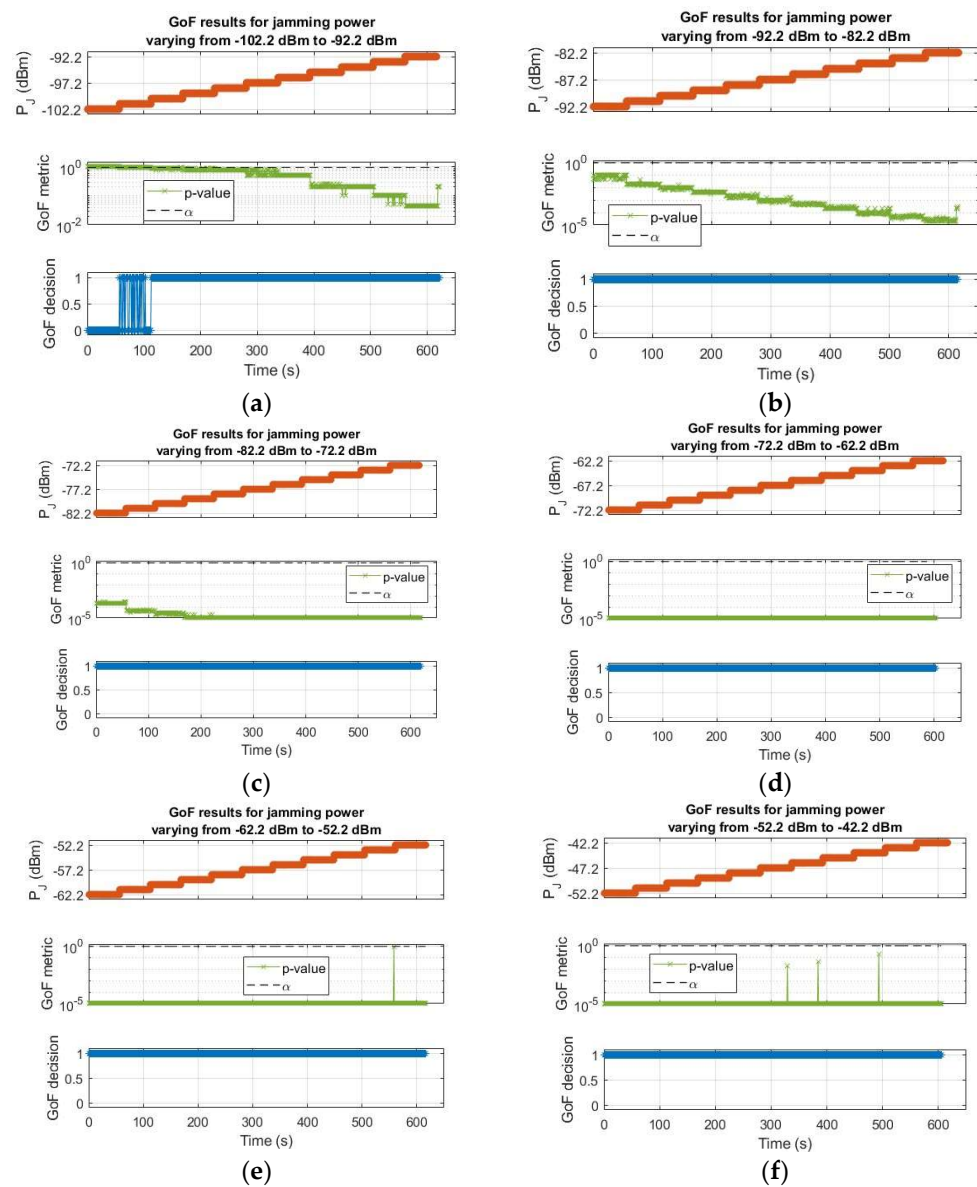 GoF results for jamming power
varying from -102.2 dBm to -92.2 dBm
P_J (dBm)
-92.2
-97.2
-102.2
GoF metric
10^0
10^-2
p-value
α
GoF decision
1
0.5
0
0 100 200 300 400 500 600
Time (s)
(a)
GoF results for jamming power
varying from -92.2 dBm to -82.2 dBm
P_J (dBm)
-82.2
-87.2
-92.2
GoF metric
10^0
10^-5
p-value
α
GoF decision
1
0.5
0
0 100 200 300 400 500 600
Time (s)
(b)
GoF results for jamming power
varying from -82.2 dBm to -72.2 dBm
P_J (dBm)
-72.2
-77.2
-82.2
GoF metric
10^0
10^-5
p-value
α
GoF decision
1
0.5
0
0 100 200 300 400 500 600
Time (s)
(c)
GoF results for jamming power
varying from -72.2 dBm to -62.2 dBm
P_J (dBm)
-62.2
-67.2
-72.2
GoF metric
10^0
10^-5
p-value
α
GoF decision
1
0.5
0
0 100 200 300 400 500 600
Time (s)
(d)
GoF results for jamming power
varying from -62.2 dBm to -52.2 dBm
P_J (dBm)
-52.2
-57.2
-62.2
GoF metric
10^0
10^-5
p-value
α
GoF decision
1
0.5
0
0 100 200 300 400 500 600
Time (s)
(e)
GoF results for jamming power
varying from -52.2 dBm to -42.2 dBm
P_J (dBm)
-42.2
-47.2
-52.2
GoF metric
10^0
10^-5
p-value
α
GoF decision
1
0.5
0
0 100 200 300 400 500 600
Time (s)
(f)